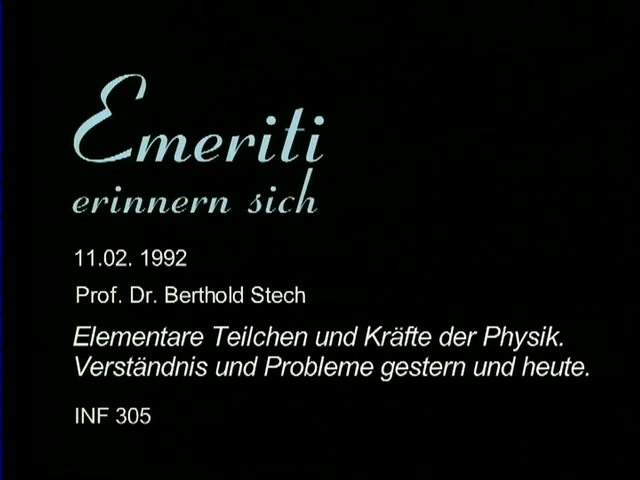 Emeriti
erinnern sich
11.02. 1992
Prof. Dr. Berthold Stech
Elementare Teilchen und Kräfte der Physik.
Verständnis und Probleme gestern und heute.
INF 305